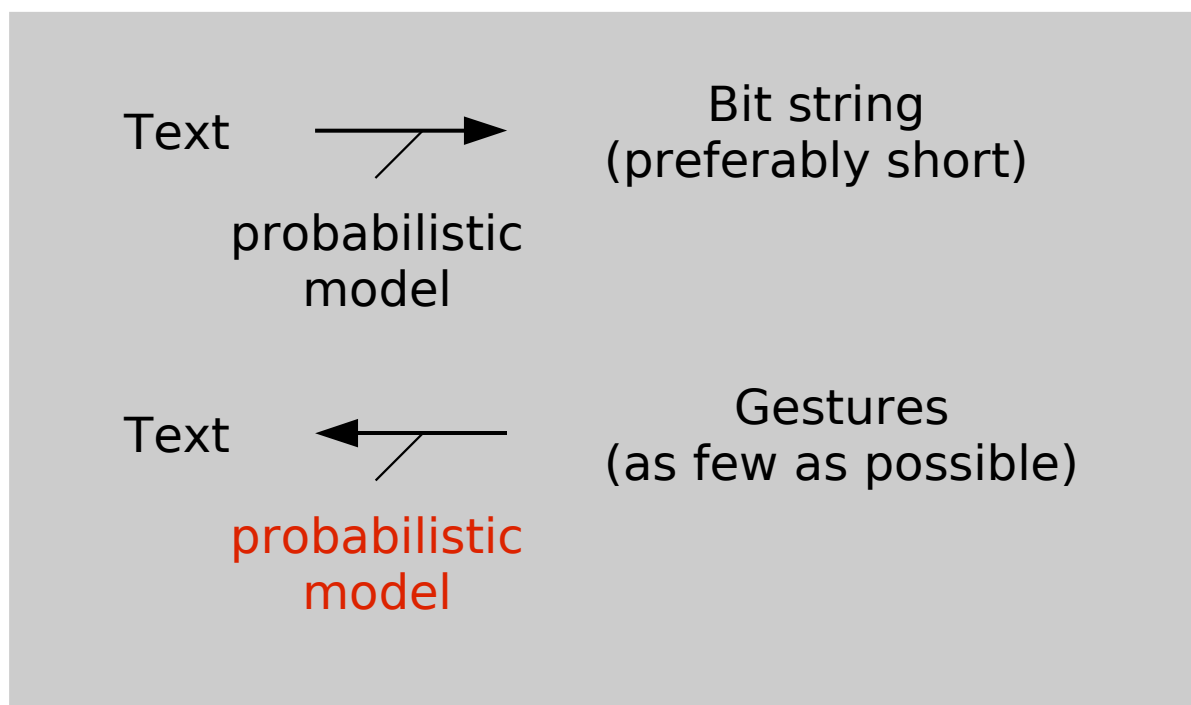 Text
Bit string
(preferably short)
probabilistic
model
Text
Gestures
(as few as possible)
probabilistic
model